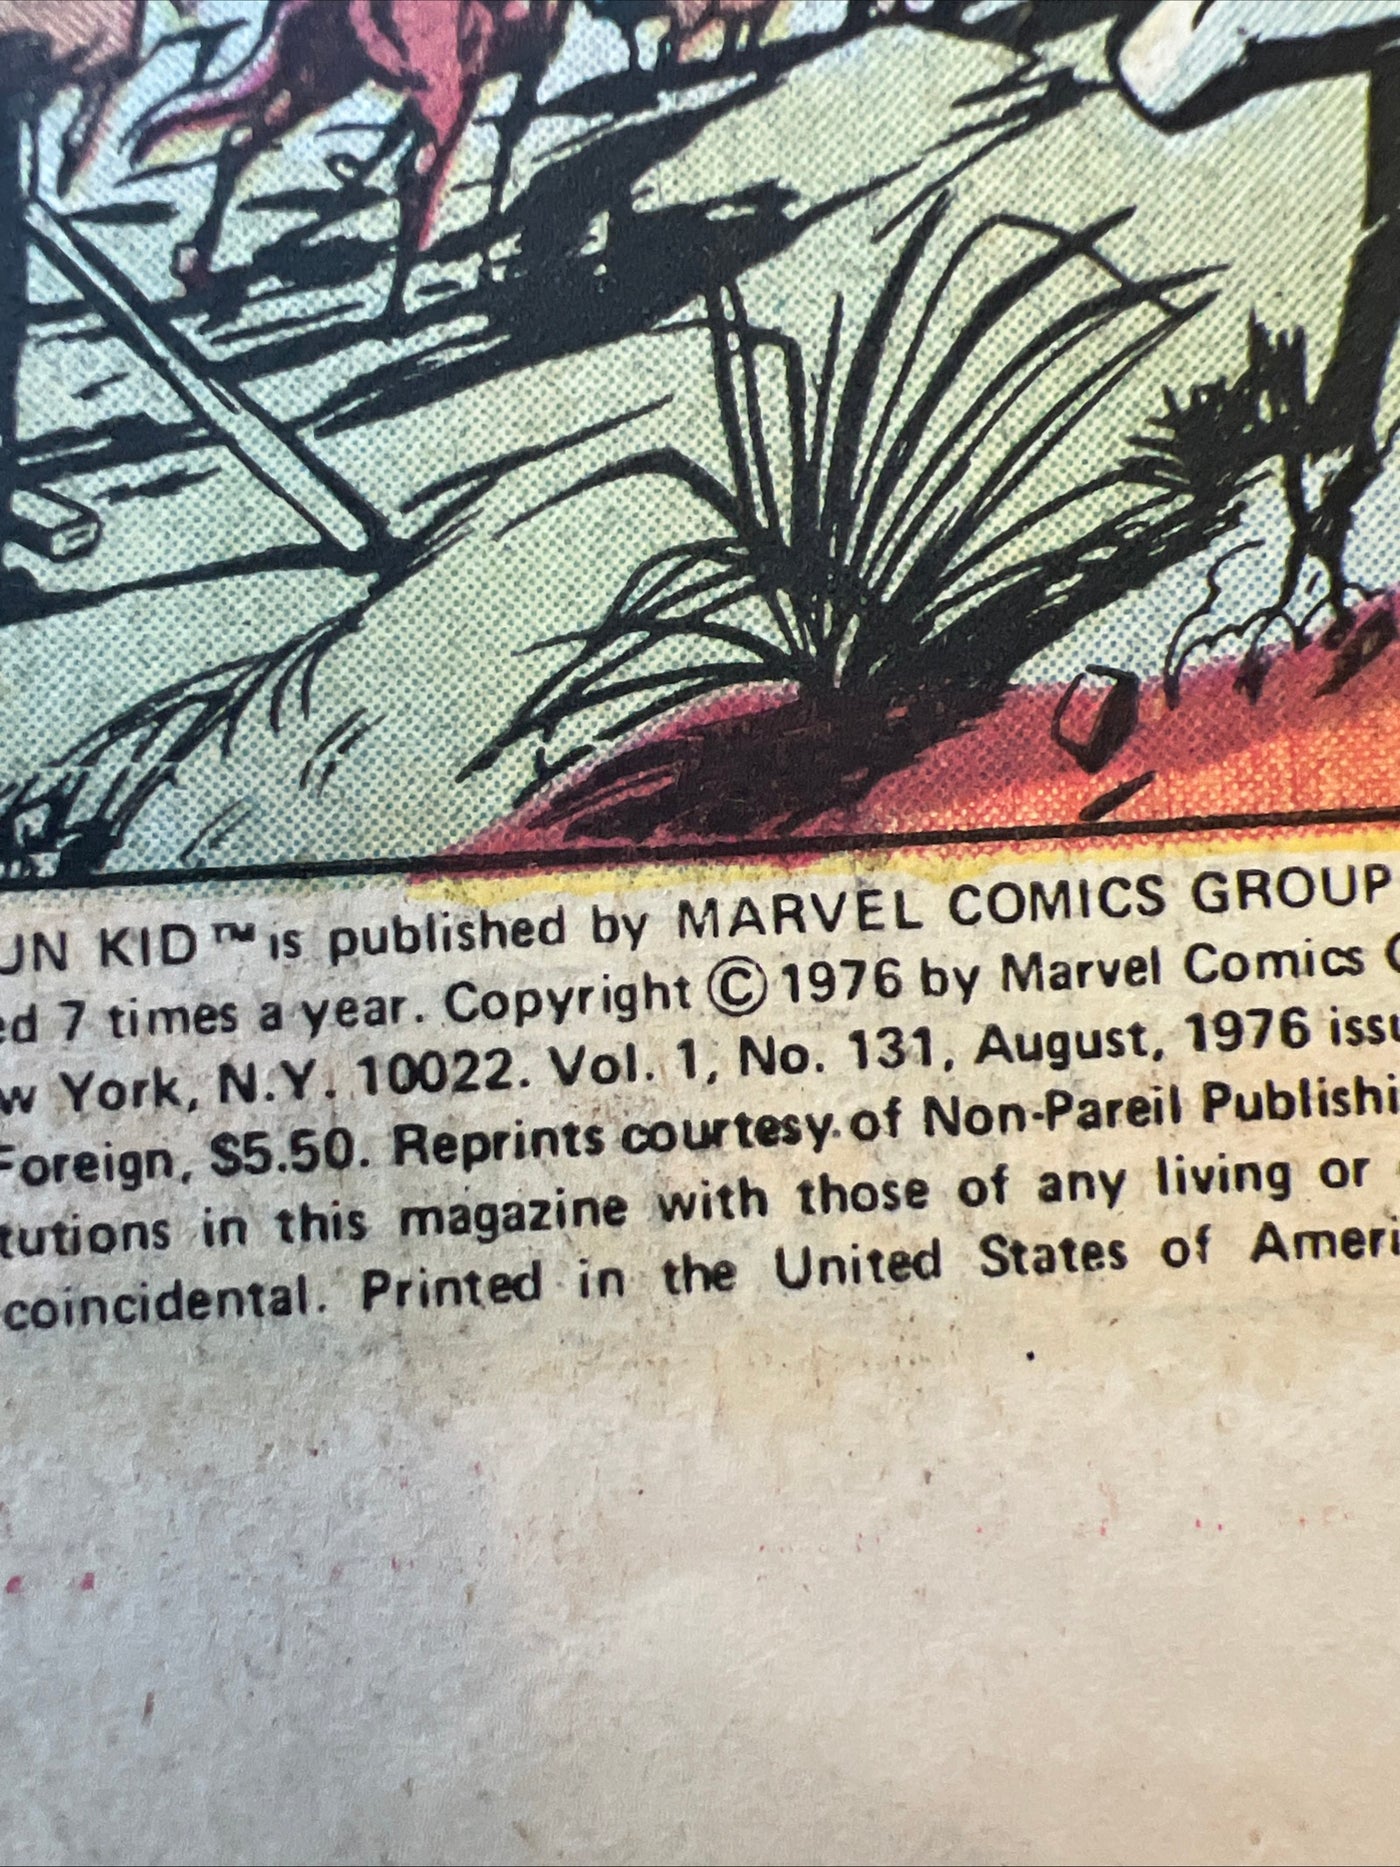 UN KID™ is published by MARVEL COMICS GROUP
ed 7 times a year. Copyright © 1976 by Marvel Comics
w York, N.Y. 10022. Vol. 1, No. 131, August, 1976 issu
Foreign, $5.50. Reprints courtesy of Non-Pareil Publishi
tutions in this magazine with those of any living or
coincidental. Printed in the United States of Ameri